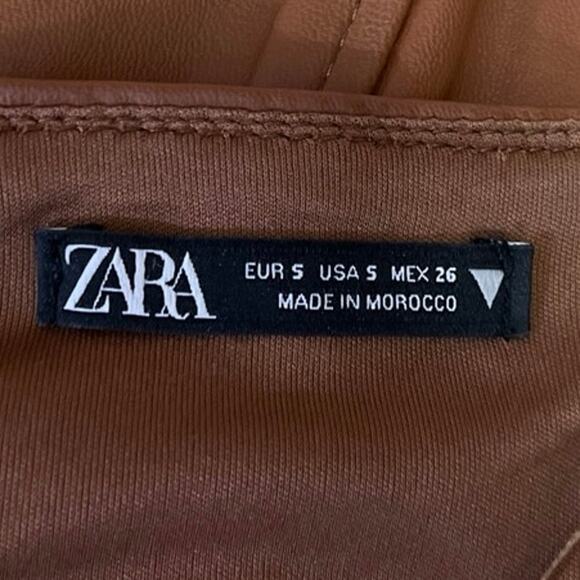 ZARA
EUR S USA S MEX 26
MADE IN MOROCCO